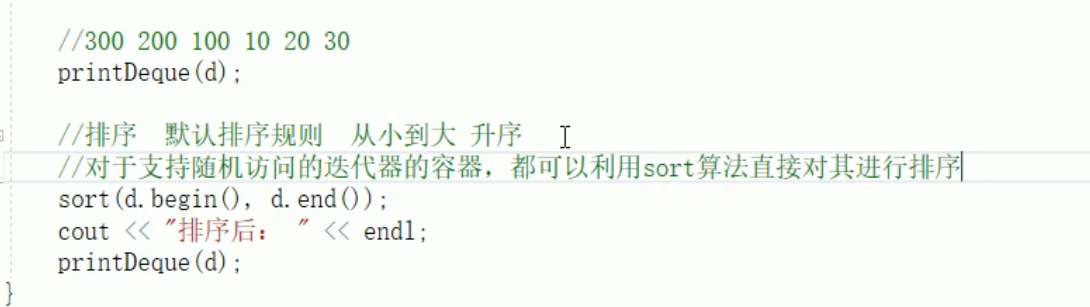 //300 200 100 10 20 30
printDeque(d);
//排序  默认排序规则  从小到大 升序
//对于支持随机访问的迭代器的容器，都可以利用sort算法直接对其进行排序
sort(d.begin(), d.end());
cout << "排序后： " << endl;
printDeque(d);
}